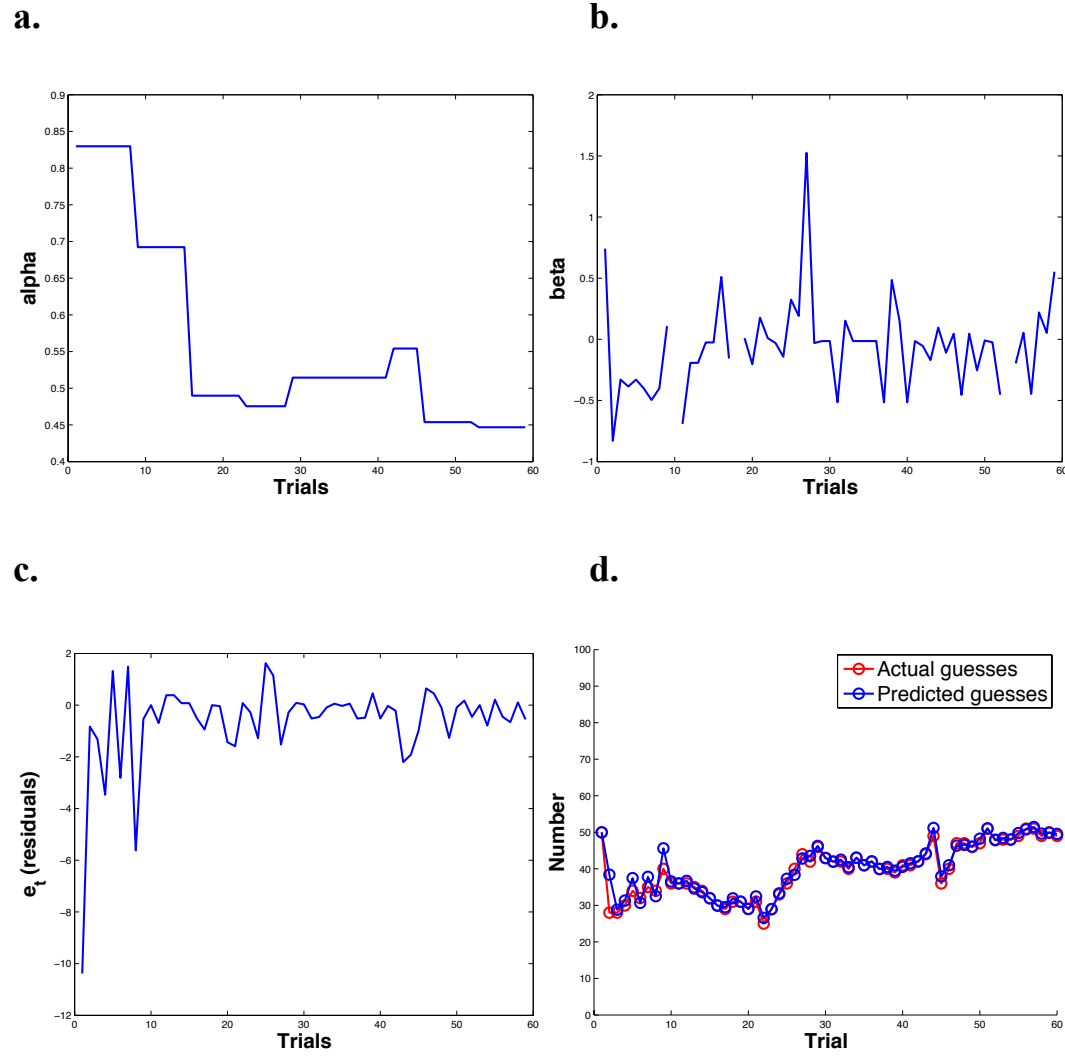 a.
b.
0.9
0.85
0.8
0.75
0.7
0.65
0.6
0.55
0.5
0.45
0.4
alpha
0 10 20 30 40 50 60
Trials
2
1.5
1
0.5
0
−0.5
−1
beta
0 10 20 30 40 50 60
Trials
c.
d.
2
0
−2
−4
−6
−8
−10
−12
e_t (residuals)
0 10 20 30 40 50 60
Trials
100
90
80
70
60
50
40
30
20
10
0
Number
Actual guesses
Predicted guesses
0 10 20 30 40 50 60
Trial